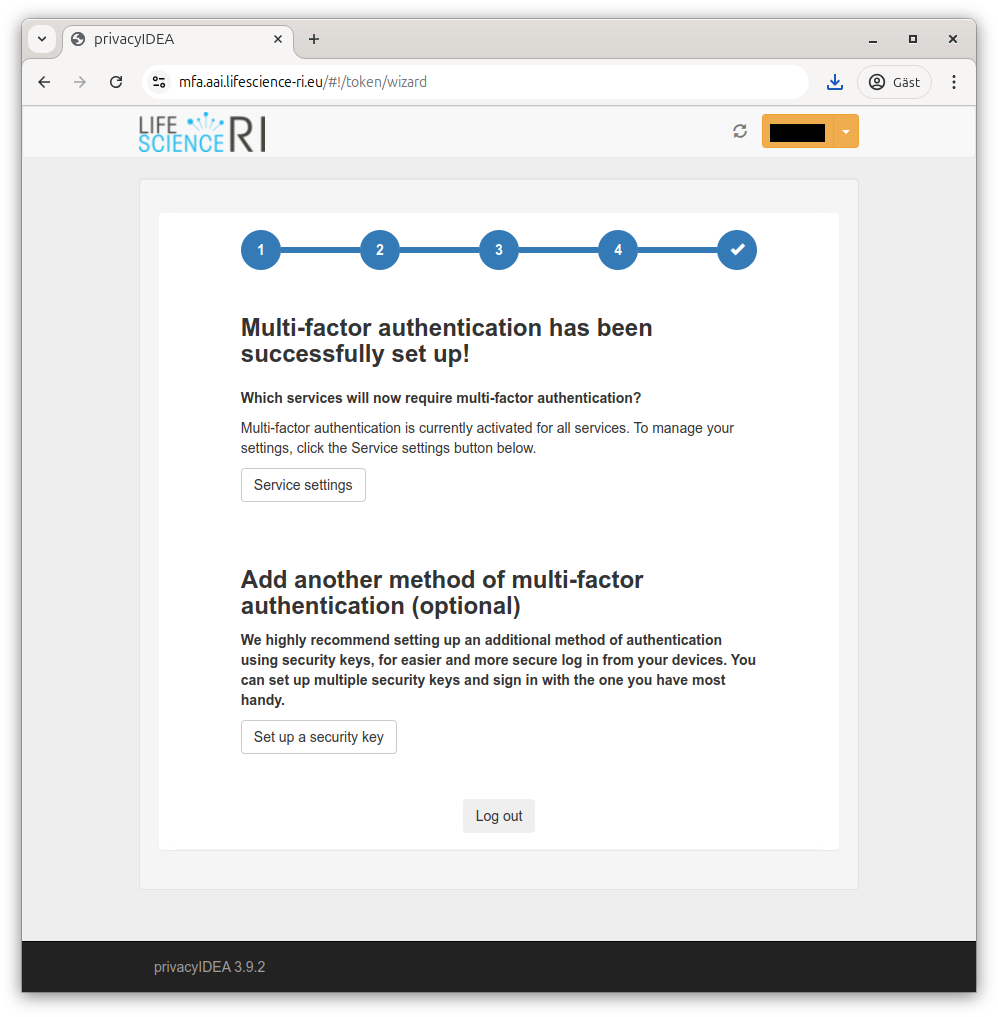 privacyIDEA
mfa.aai.lifescience-ri.eu/#!/token/wizard
Gäst
LIFE
SCIENCE RI
1 2 3 4
Multi-factor authentication has been
successfully set up!
Which services will now require multi-factor authentication?
Multi-factor authentication is currently activated for all services. To manage your
settings, click the Service settings button below.
Service settings
Add another method of multi-factor
authentication (optional)
We highly recommend setting up an additional method of authentication
using security keys, for easier and more secure log in from your devices. You
can set up multiple security keys and sign in with the one you have most
handy.
Set up a security key
Log out
privacyIDEA 3.9.2